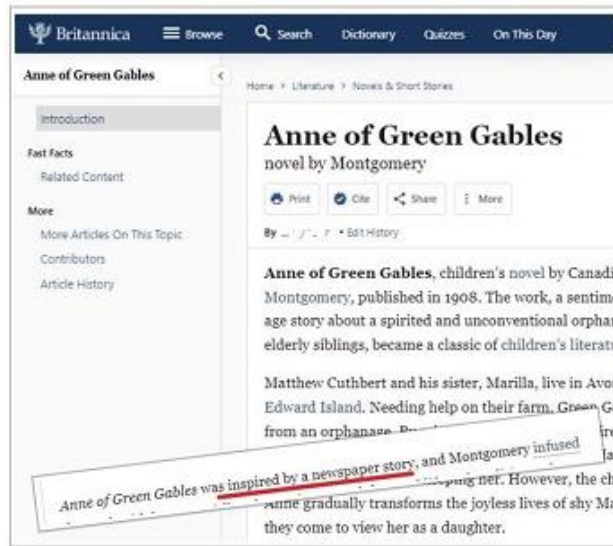 Britannica
Browse
Search
Dictionary
Quizzes
On This Day
Anne of Green Gables
Home > Literature > Novels & Short Stories
Introduction
Fast Facts
Related Content
More
More Articles On This Topic
Contributors
Article History
Anne of Green Gables
novel by Montgomery
Print
Cite
Share
More
By • Edit History
Anne of Green Gables, children's novel by Canadi
Montgomery, published in 1908. The work, a sentime
age story about a spirited and unconventional orphan
elderly siblings, became a classic of children's literatu
Matthew Cuthbert and his sister, Marilla, live in Avo
Edward Island. Needing help on their farm, Green G
from an orphanage.
Anne of Green Gables was inspired by a newspaper story, and Montgomery infused
her. However, the ch
Anne gradually transforms the joyless lives of shy Ma
they come to view her as a daughter.